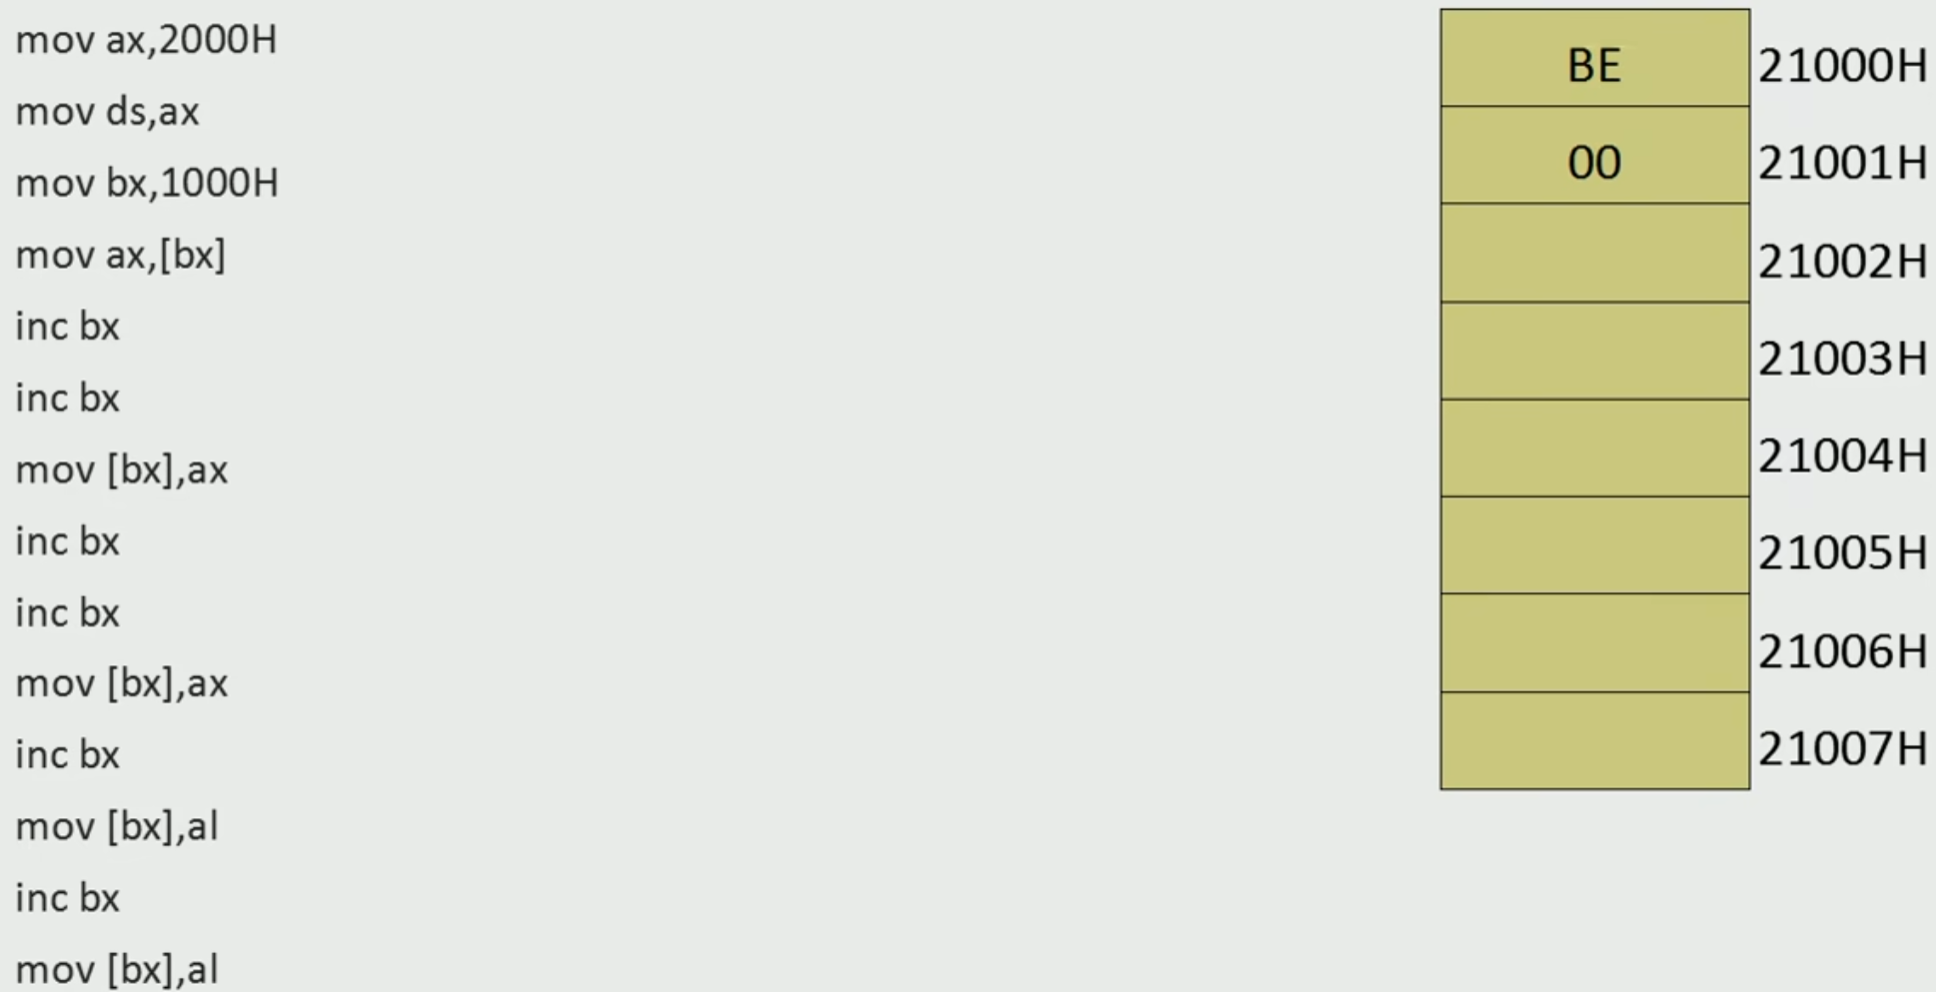 mov ax,2000H
mov ds,ax
mov bx,1000H
mov ax,[bx]
inc bx
inc bx
mov [bx],ax
inc bx
inc bx
mov [bx],ax
inc bx
mov [bx],al
inc bx
mov [bx],al
BE 21000H
00 21001H
21002H
21003H
21004H
21005H
21006H
21007H